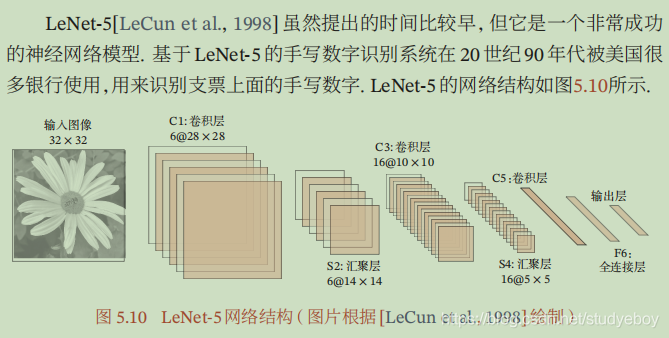 LeNet-5[LeCun et al., 1998]虽然提出的时间比较早,但它是一个非常成功
的神经网络模型. 基于LeNet-5的手写数字识别系统在20世纪90年代被美国很
多银行使用,用来识别支票上面的手写数字. LeNet-5的网络结构如图5.10所示.
输入图像
32×32
C1:卷积层
6@28×28
S2:汇聚层
6@14×14
C3:卷积层
16@10×10
S4:汇聚层
16@5×5
C5:卷积层
F6:
全连接层
输出层
图 5.10 LeNet-5网络结构(图片根据[LeCun et al., 1998]绘制)
https://blog.csdn.net/studyeboy